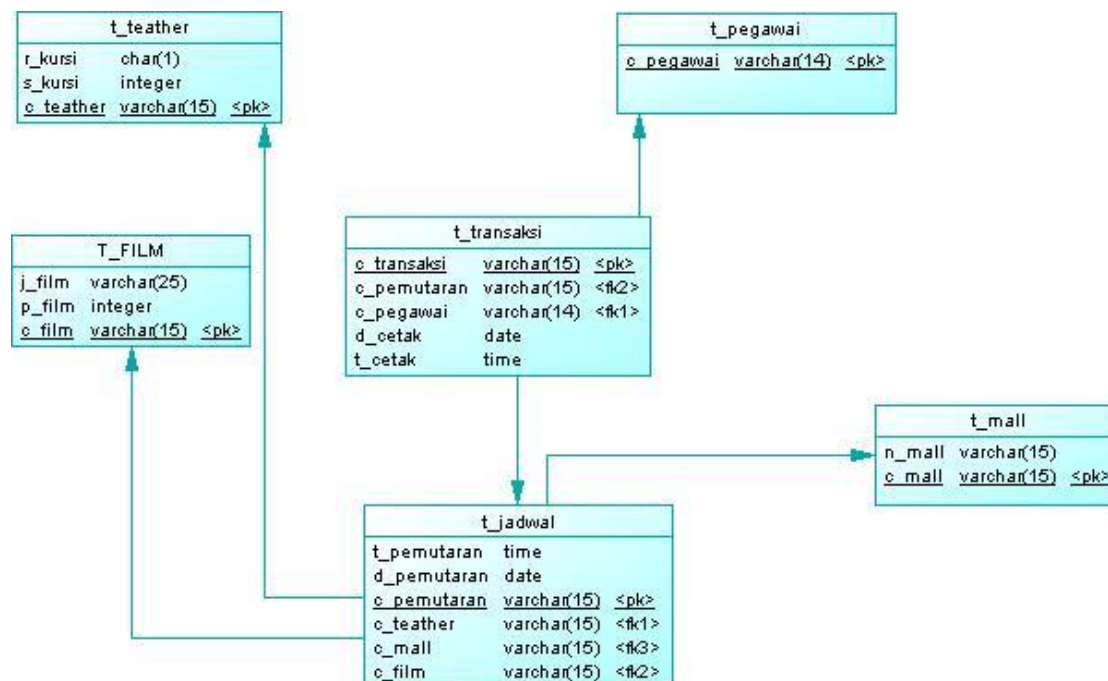 t_teather
r_kursi char(1)
s_kursi integer
c_teather varchar(15) <pk>
t_pegawai
c_pegawai varchar(14) <pk>
T_FILM
j_film varchar(25)
p_film integer
c_film varchar(15) <pk>
t_transaksi
c_transaksi varchar(15) <pk>
c_pemutaran varchar(15) <fk2>
c_pegawai varchar(14) <fk1>
d_cetak date
t_cetak time
t_mall
n_mall varchar(15)
c_mall varchar(15) <pk>
t_jadwal
t_pemutaran time
d_pemutaran date
c_pemutaran varchar(15) <pk>
c_teather varchar(15) <fk1>
c_mall varchar(15) <fk3>
c_film varchar(15) <fk2>